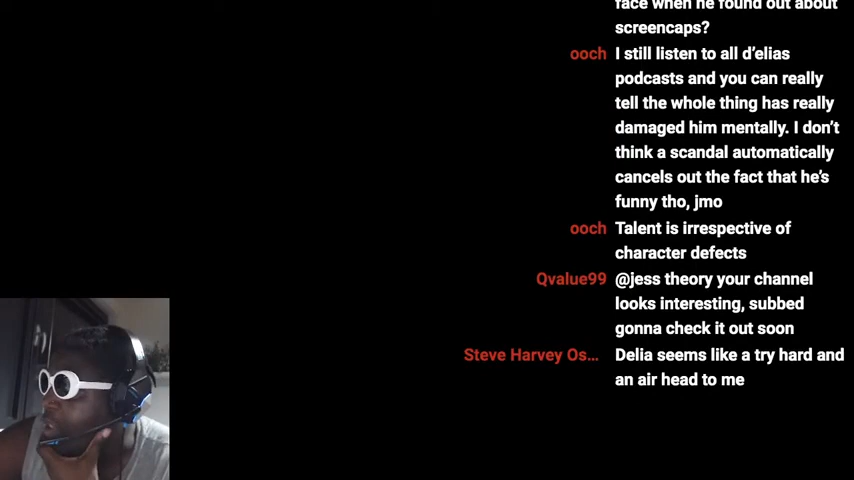 face when he found out about
screencaps?
ooch I still listen to all d'elias
podcasts and you can really
tell the whole thing has really
damaged him mentally. I don't
think a scandal automatically
cancels out the fact that he's
funny tho, jmo
ooch Talent is irrespective of
character defects
Qvalue99 @jess theory your channel
looks interesting, subbed
gonna check it out soon
Steve Harvey Os... Delia seems like a try hard and
an air head to me